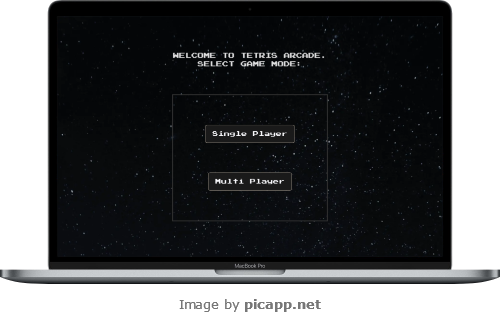 WELCOME TO TETRIS ARCADE.
SELECT GAME MODE:
Single Player
Multi Player
MacBook Pro
Image by picapp.net